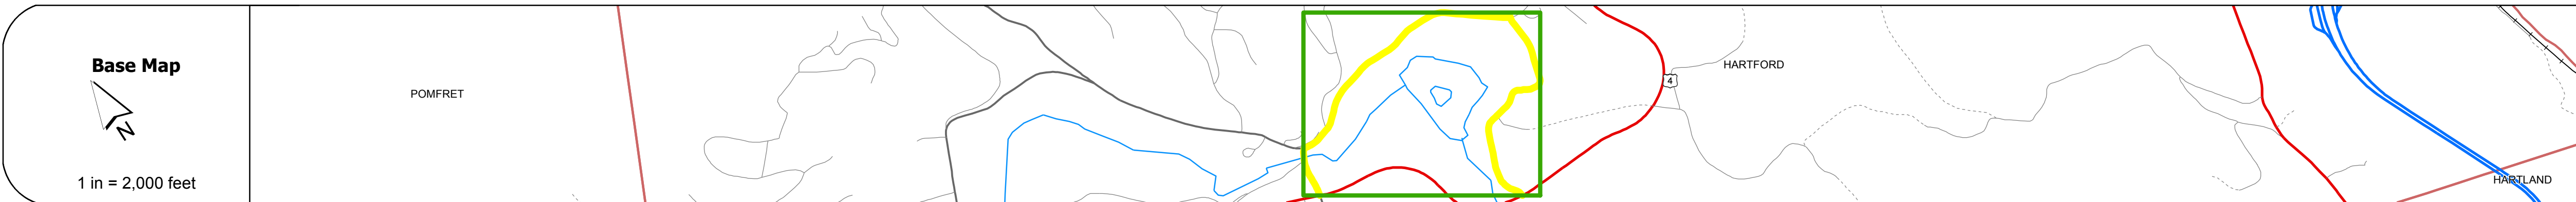 Base Map
N
1 in = 2,000 feet
POMFRET
4
HARTFORD
HARTLAND